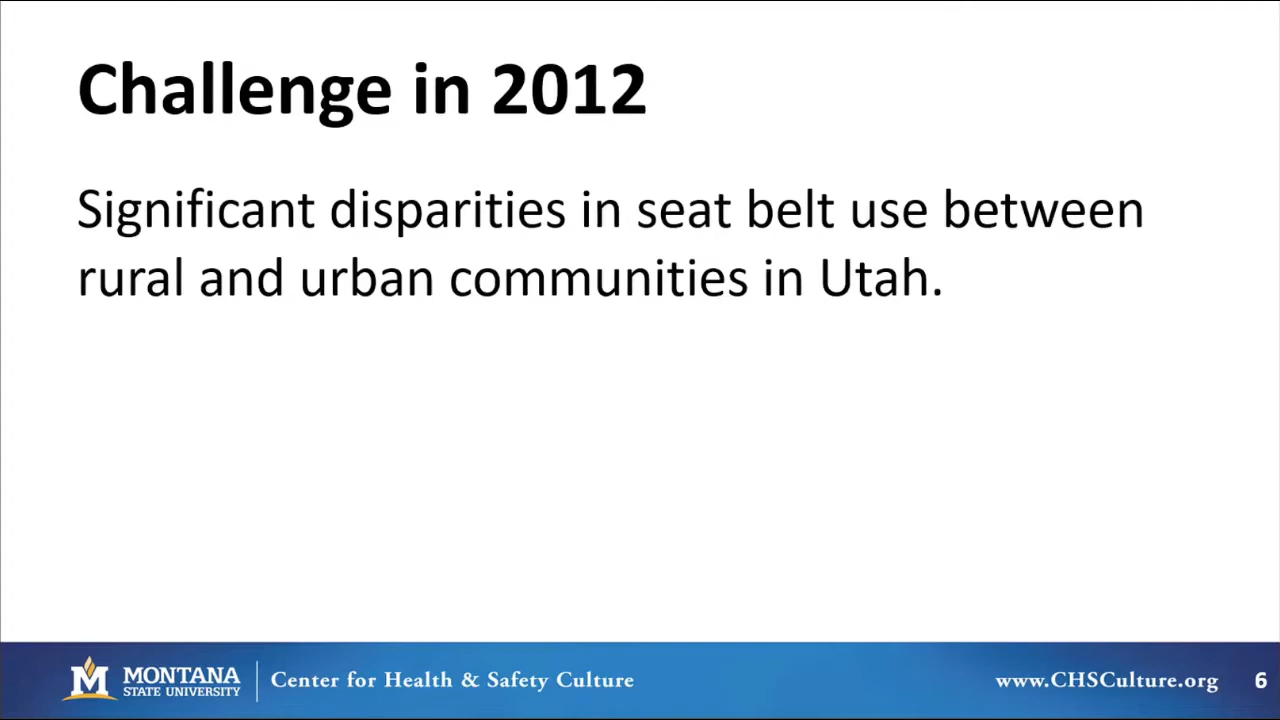 Challenge in 2012
Significant disparities in seat belt use between
rural and urban communities in Utah.
M MONTANA
STATE UNIVERSITY
Center for Health & Safety Culture
www.CHSCulture.org
6